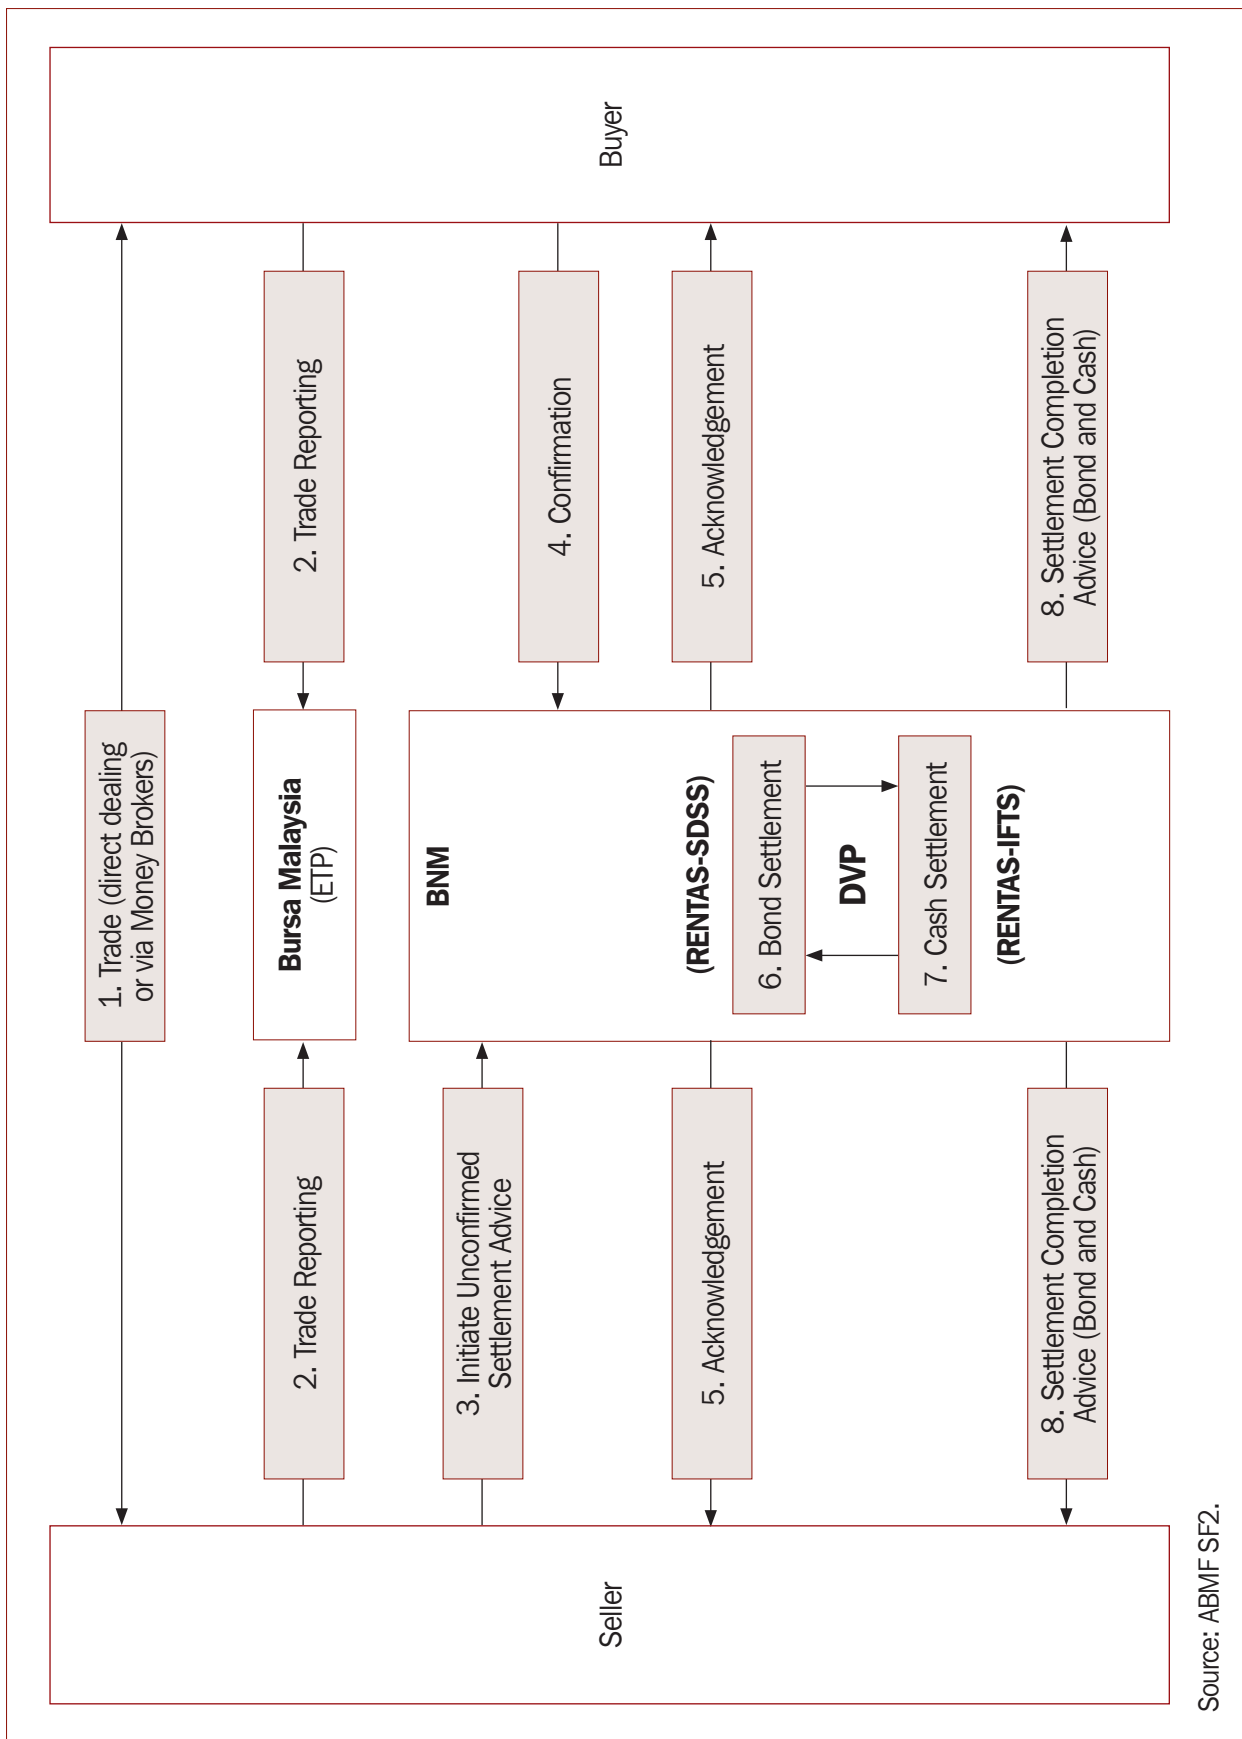 1. Trade (direct dealing
or via Money Brokers)
2. Trade Reporting
Bursa Malaysia
(ETP)
2. Trade Reporting
Seller
3. Initiate Unconfirmed
Settlement Advice
BNM
4. Confirmation
Buyer
5. Acknowledgement
(RENTAS-SDSS)
5. Acknowledgement
6. Bond Settlement
DVP
7. Cash Settlement
(RENTAS-IFTS)
8. Settlement Completion
Advice (Bond and Cash)
8. Settlement Completion
Advice (Bond and Cash)
Source: ABMF SF2.